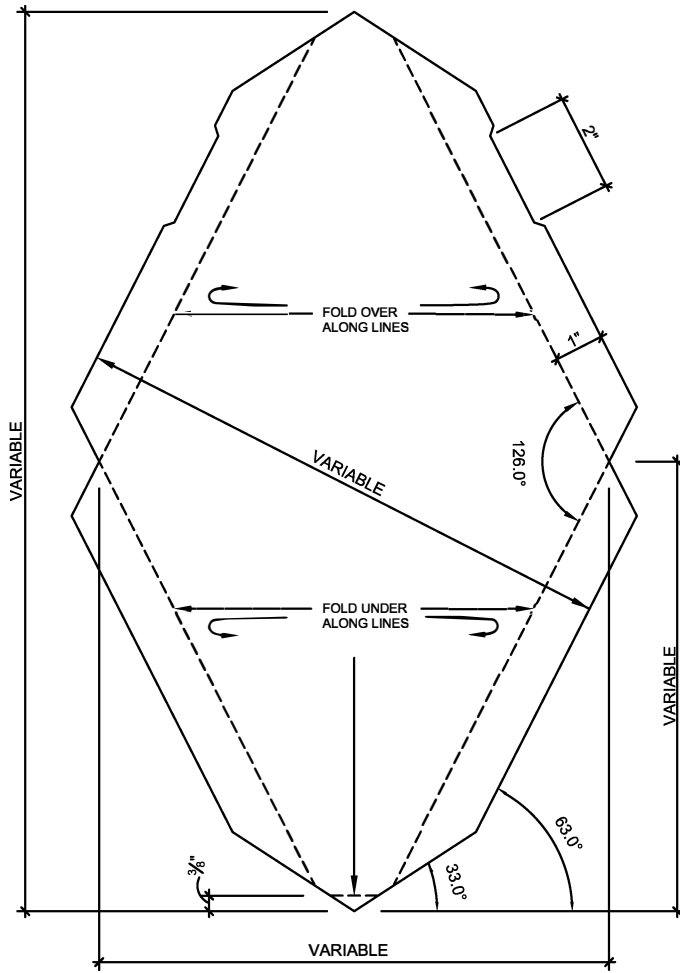 2"
FOLD OVER
ALONG LINES
1"
VARIABLE
VARIABLE
126.0°
FOLD UNDER
ALONG LINES
VARIABLE
63.0°
33.0°
3/8"
VARIABLE